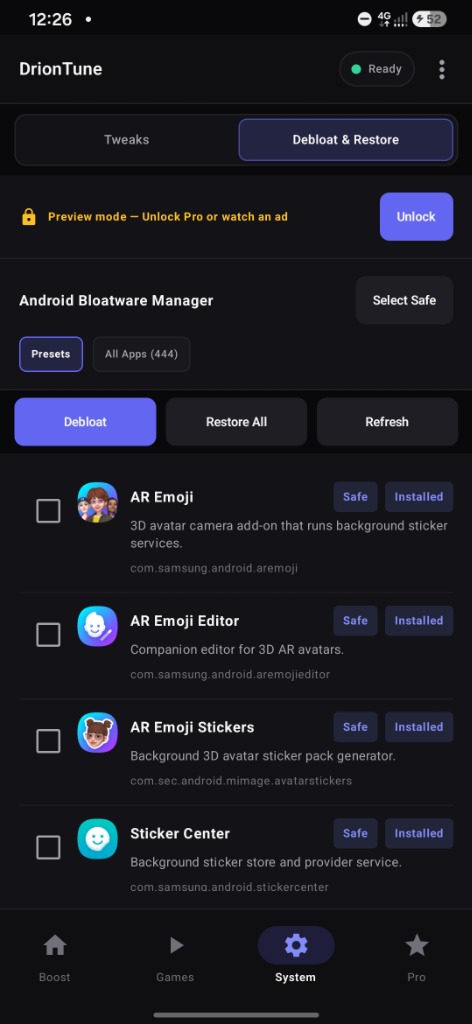 12:26
4G
52
DrionTune
Ready
Tweaks
Debloat & Restore
Preview mode — Unlock Pro or watch an ad
Unlock
Android Bloatware Manager
Select Safe
Presets
All Apps (444)
Debloat
Restore All
Refresh
AR Emoji
Safe
Installed
3D avatar camera add-on that runs background sticker
services.
com.samsung.android.aremoji
AR Emoji Editor
Safe
Installed
Companion editor for 3D AR avatars.
com.samsung.android.aremojieditor
AR Emoji Stickers
Safe
Installed
Background 3D avatar sticker pack generator.
com.sec.android.mimage.avatarstickers
Sticker Center
Safe
Installed
Background sticker store and provider service.
com.samsung.android.stickercenter
Boost
Games
System
Pro